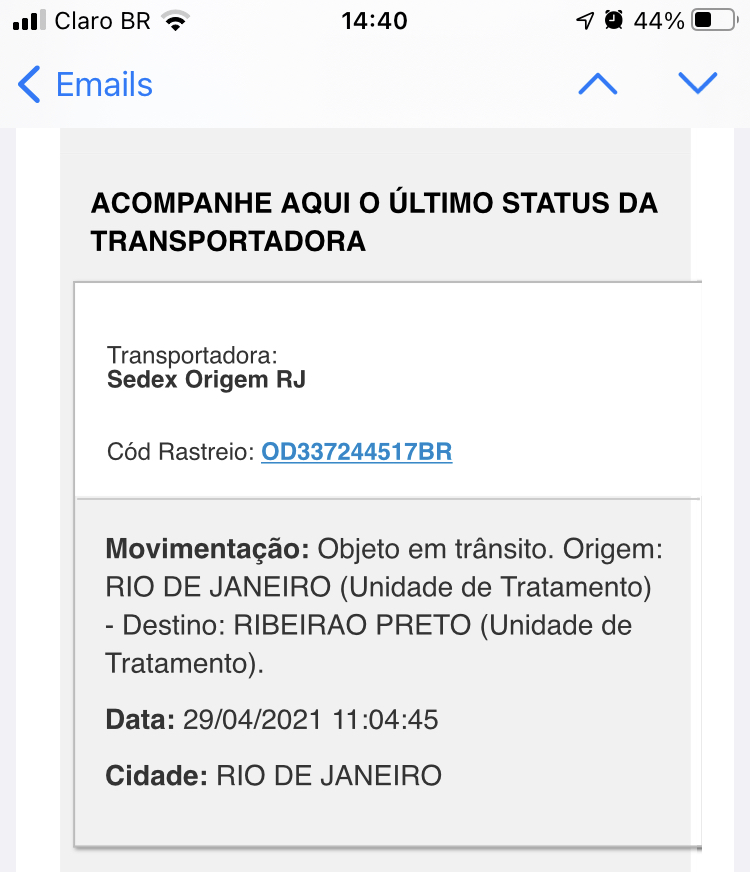 Claro BR 14:40 44%
Emails
ACOMPANHE AQUI O ÚLTIMO STATUS DA
TRANSPORTADORA
Transportadora:
Sedex Origem RJ
Cód Rastreio: OD337244517BR
Movimentação: Objeto em trânsito. Origem:
RIO DE JANEIRO (Unidade de Tratamento)
- Destino: RIBEIRAO PRETO (Unidade de
Tratamento).
Data: 29/04/2021 11:04:45
Cidade: RIO DE JANEIRO